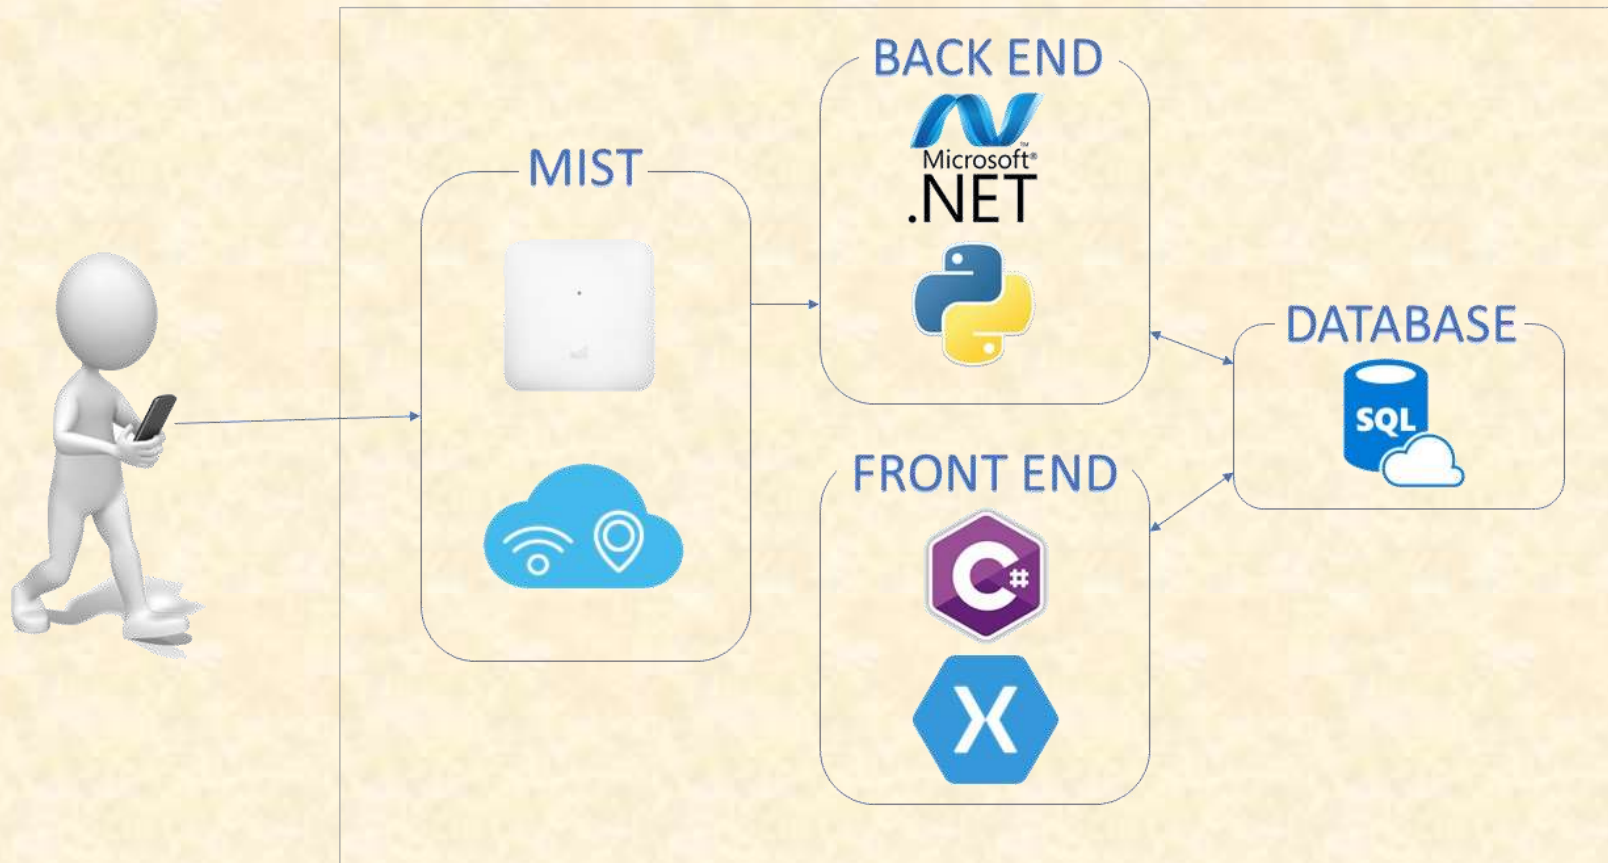 BACK END
Microsoft®
.NET
MIST
DATABASE
SQL
FRONT END
C#
X